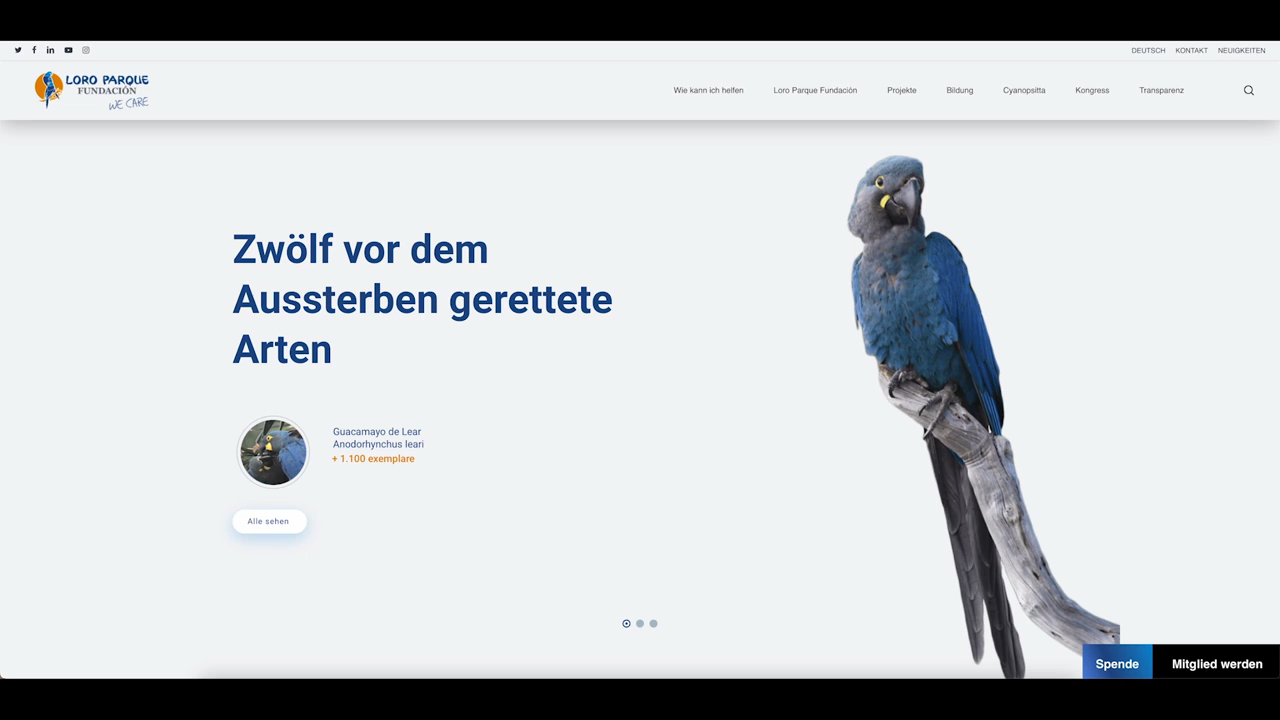 DEUTSCH KONTAKT NEUIGKEITEN
LORO PARQUE
FUNDACIÓN
WE CARE
Wie kann ich helfen Loro Parque Fundación Projekte Bildung Cyanopsitta Kongress Transparenz
Zwölf vor dem
Aussterben gerettete
Arten
Guacamayo de Lear
Anodorhynchus leari
+ 1.100 exemplare
Alle sehen
Spende Mitglied werden